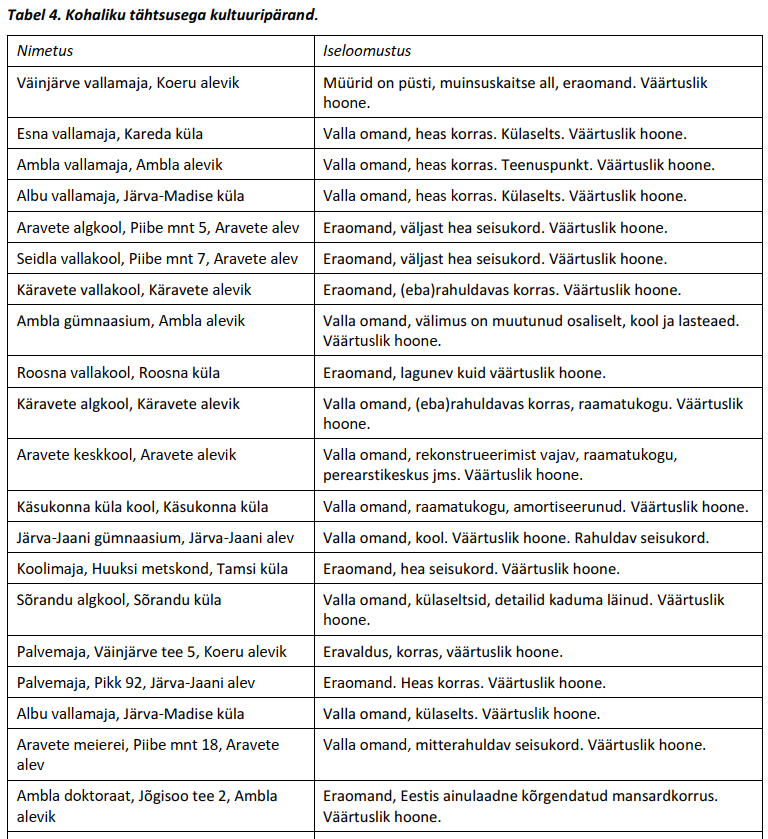 Tabel 4. Kohaliku tähtsusega kultuuripärand.
Nimetus Iseloomustus
Väinjärve vallamaja, Koeru alevik Müürid on püsti, muinsuskaitse all, eraomand. Väärtuslik
hoone.
Esna vallamaja, Kareda küla Valla omand, heas korras. Külaselts. Väärtuslik hoone.
Ambla vallamaja, Ambla alevik Valla omand, heas korras. Teenuspunkt. Väärtuslik hoone.
Albu vallamaja, Järva-Madise küla Valla omand, heas korras. Külaselts. Väärtuslik hoone.
Aravete algkool, Piibe mnt 5, Aravete alev Eraomand, väljast hea seisukord. Väärtuslik hoone.
Seidla vallakool, Piibe mnt 7, Aravete alev Eraomand, väljast hea seisukord. Väärtuslik hoone.
Käravete vallakool, Käravete alevik Eraomand, (eba)rahuldavas korras. Väärtuslik hoone.
Ambla gümnaasium, Ambla alevik Valla omand, välimus on muutunud osaliselt, kool ja lasteaed.
Väärtuslik hoone.
Roosna vallakool, Roosna küla Eraomand, lagunev kuid väärtuslik hoone.
Käravete algkool, Käravete alevik Valla omand, (eba)rahuldavas korras, raamatukogu. Väärtuslik
hoone.
Aravete keskkool, Aravete alevik Valla omand, rekonstrueerimist vajav, raamatukogu,
perearstikeskus jms. Väärtuslik hoone.
Käsukonna küla kool, Käsukonna küla Valla omand, raamatukogu, amortiseerunud. Väärtuslik hoone.
Järva-Jaani gümnaasium, Järva-Jaani alev Valla omand, kool. Väärtuslik hoone. Rahuldav seisukord.
Koolimaja, Huuksi metskond, Tamsi küla Eraomand, hea seisukord. Väärtuslik hoone.
Sõrandu algkool, Sõrandu küla Valla omand, külaseltsid, detailid kaduma läinud. Väärtuslik
hoone.
Palvemaja, Väinjärve tee 5, Koeru alevik Eravaldus, korras, väärtuslik hoone.
Palvemaja, Pikk 92, Järva-Jaani alev Eraomand. Heas korras. Väärtuslik hoone.
Albu vallamaja, Järva-Madise küla Valla omand, külaselts. Väärtuslik hoone.
Aravete meierei, Piibe mnt 18, Aravete Valla omand, mitterahuldav seisukord. Väärtuslik hoone.
alev
Ambla doktoraat, Jõgisoo tee 2, Ambla Eraomand, Eestis ainulaadne kõrgendatud mansardkorrus.
alevik Väärtuslik hoone.